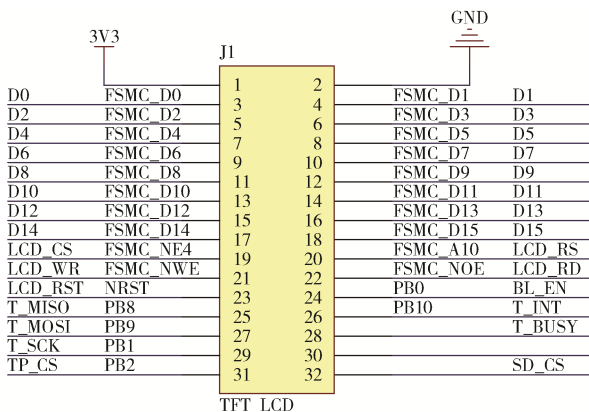 GND
3V3
J1
1 2
D0 FSMC_D0 3 4 FSMC_D1 D1
D2 FSMC_D2 5 6 FSMC_D3 D3
D4 FSMC_D4 7 8 FSMC_D5 D5
D6 FSMC_D6 9 10 FSMC_D7 D7
D8 FSMC_D8 11 12 FSMC_D9 D9
D10 FSMC_D10 13 14 FSMC_D11 D11
D12 FSMC_D12 15 16 FSMC_D13 D13
D14 FSMC_D14 17 18 FSMC_D15 D15
LCD_CS FSMC_NE4 19 20 FSMC_A10 LCD_RS
LCD_WR FSMC_NWE 21 22 FSMC_NOE LCD_RD
LCD_RST NRST 23 24 PB0 BL_EN
T_MISO PB8 25 26 PB10 T_INT
T_MOSI PB9 27 28 T_BUSY
T_SCK PB1 29 30
TP_CS PB2 31 32 SD_CS
TFT_LCD